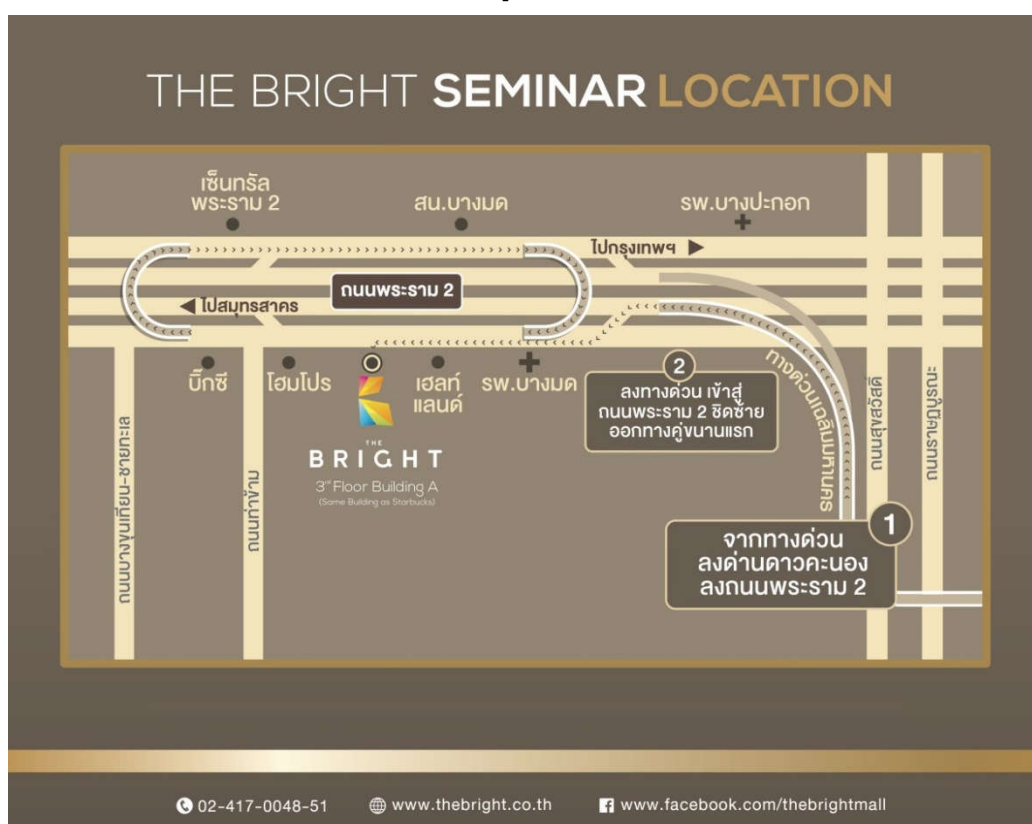 THE BRIGHT SEMINAR LOCATION
เซ็นทรัล
พระราม 2
สน.บางมด
รพ.บางปะกอก
ไปกรุงเทพฯ
ถนนพระราม 2
ไปสมุทรสาคร
บิ๊กซี
โฮมโปร
เฮลท์
แลนด์
รพ.บางมด
THE
BRIGHT
3rd Floor Building A
(Same Building as Starbucks)
2
ลงทางด่วน เข้าสู่
ถนนพระราม 2 ชิดซ้าย
ออกทางคู่ขนานแรก
ทางด่วนเฉลิมมหานคร
ถนนสุขสวัสดิ์
ถนนราษฎร์บูรณะ
ถนนบางขุนเทียน-ชายทะเล
ถนนท่าข้าม
1
จากทางด่วน
ลงด่านดาวคะนอง
ลงถนนพระราม 2
02-417-0048-51
www.thebright.co.th
www.facebook.com/thebrightmall